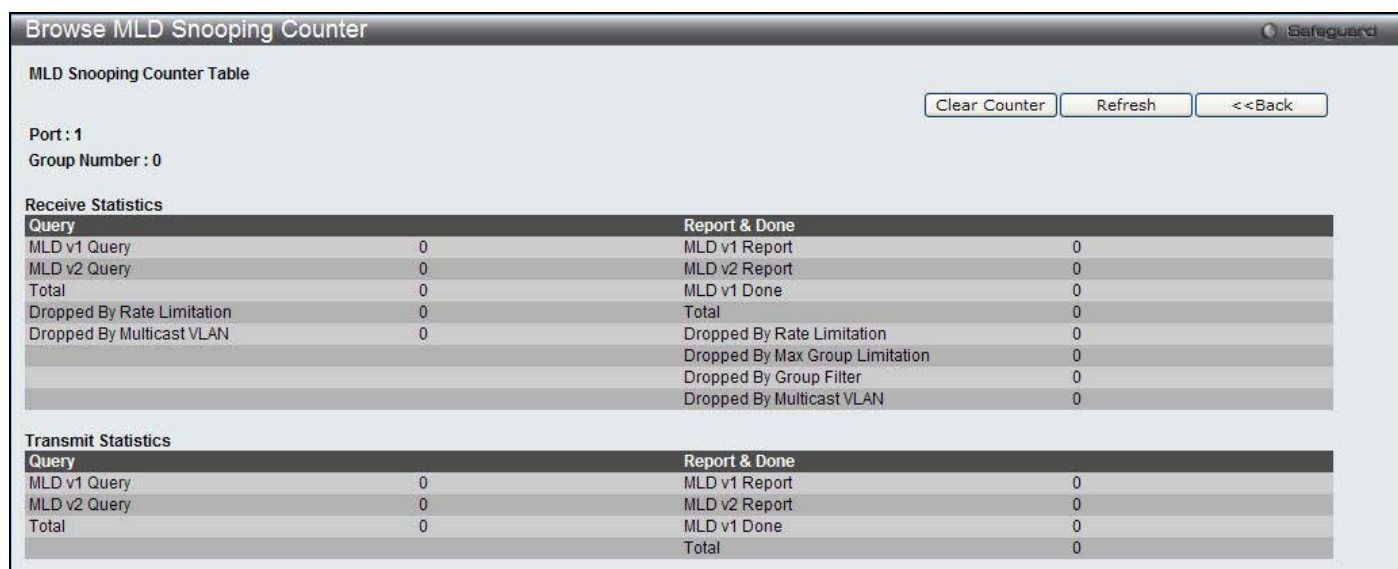 Browse MLD Snooping Counter
Safeguard
MLD Snooping Counter Table
Clear Counter Refresh <<Back
Port : 1
Group Number : 0
Receive Statistics
Query Report & Done
MLD v1 Query 0 MLD v1 Report 0
MLD v2 Query 0 MLD v2 Report 0
Total 0 MLD v1 Done 0
Dropped By Rate Limitation 0 Total 0
Dropped By Multicast VLAN 0 Dropped By Rate Limitation 0
Dropped By Max Group Limitation 0
Dropped By Group Filter 0
Dropped By Multicast VLAN 0
Transmit Statistics
Query Report & Done
MLD v1 Query 0 MLD v1 Report 0
MLD v2 Query 0 MLD v2 Report 0
Total 0 MLD v1 Done 0
Total 0